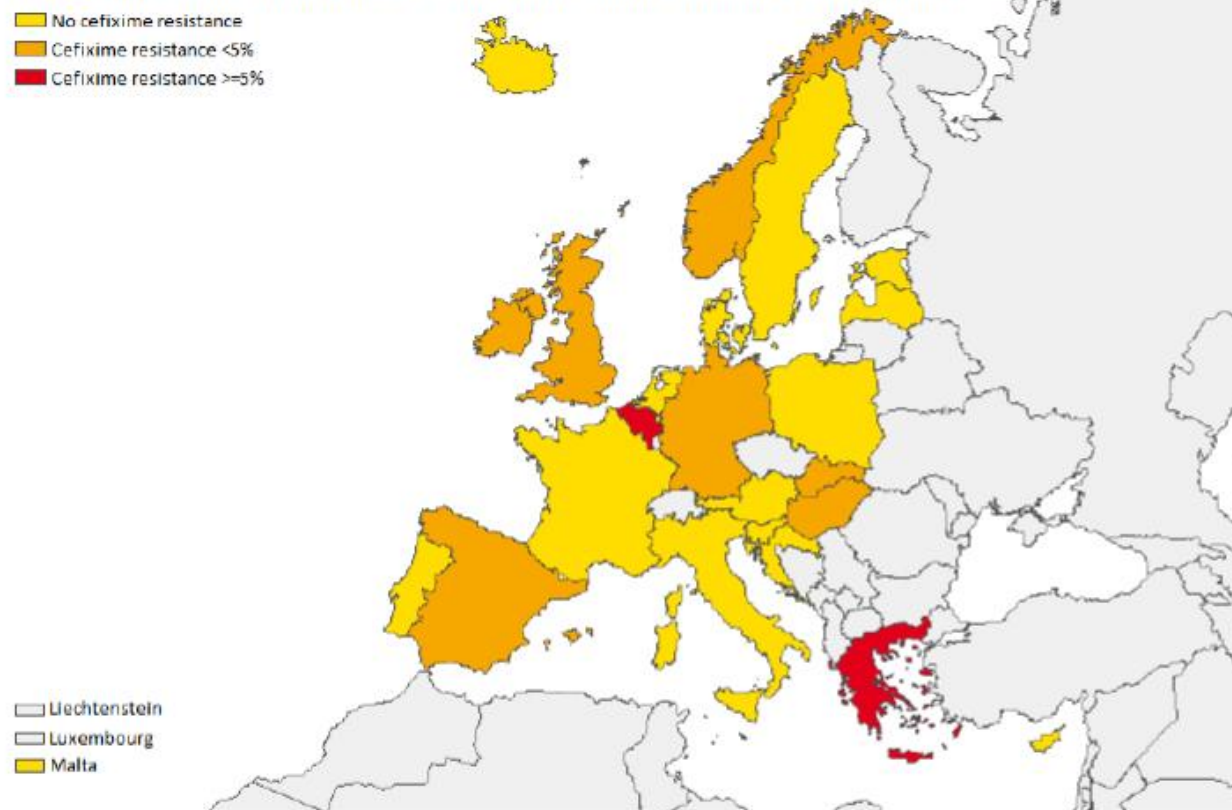 No cefixime resistance
Cefixime resistance <5%
Cefixime resistance >=5%
Liechtenstein
Luxembourg
Malta